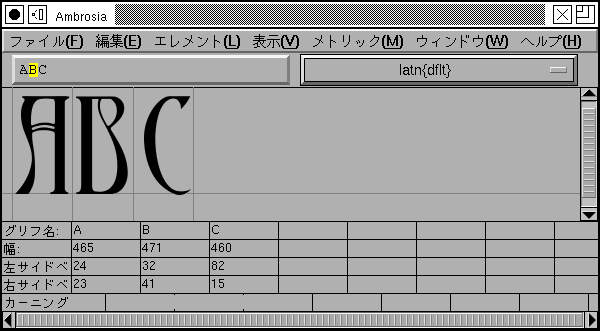 Ambrosia
ファイル(F) 編集(E) エレメント(L) 表示(V) メトリック(M) ウィンドウ(W) ヘルプ(H)
ABC latn{dflt}
ABC
グリフ名: A B C
幅: 465 471 460
左サイドベ 24 32 82
右サイドベ 23 41 15
カーニング